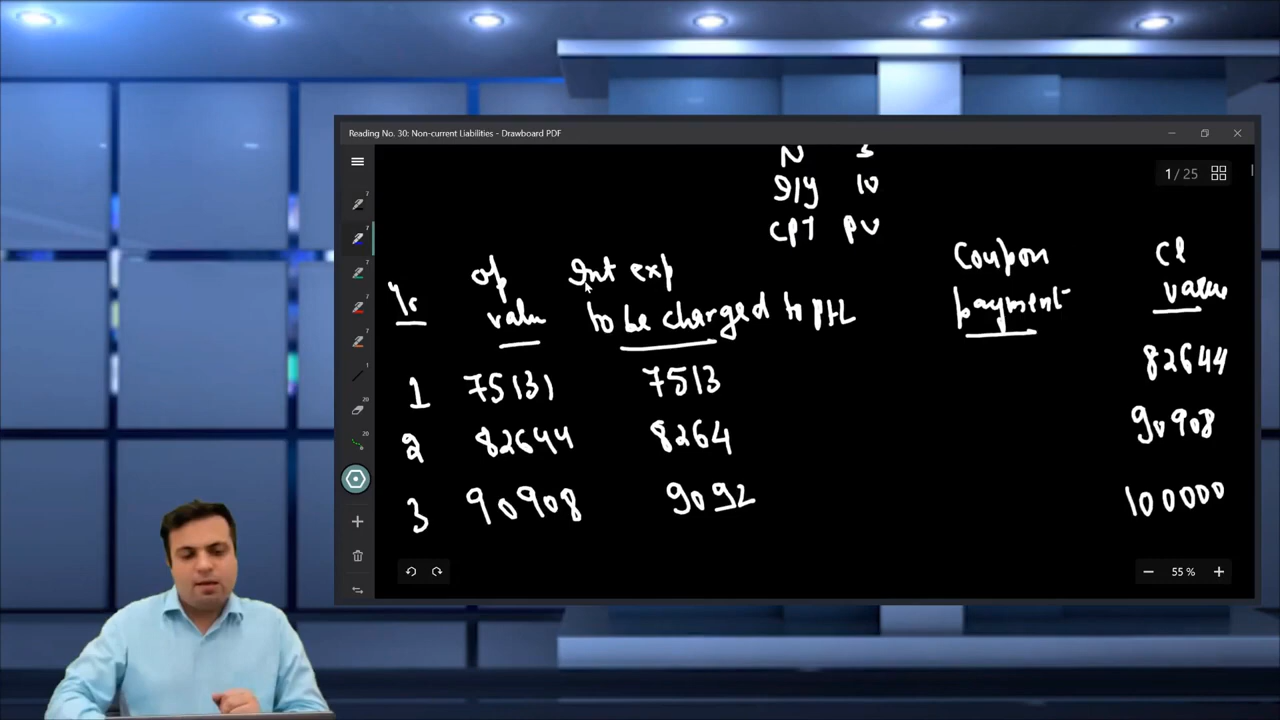 Reading No. 30: Non-current Liabilities - Drawboard PDF
1 / 25
N 3
I/Y 10
CPT PV
Yr
op value
Int exp
to be charged to P&L
Coupon payment
Cl value
1 75131 7513 82644
2 82644 8264 90908
3 90908 9092 100000
55 %